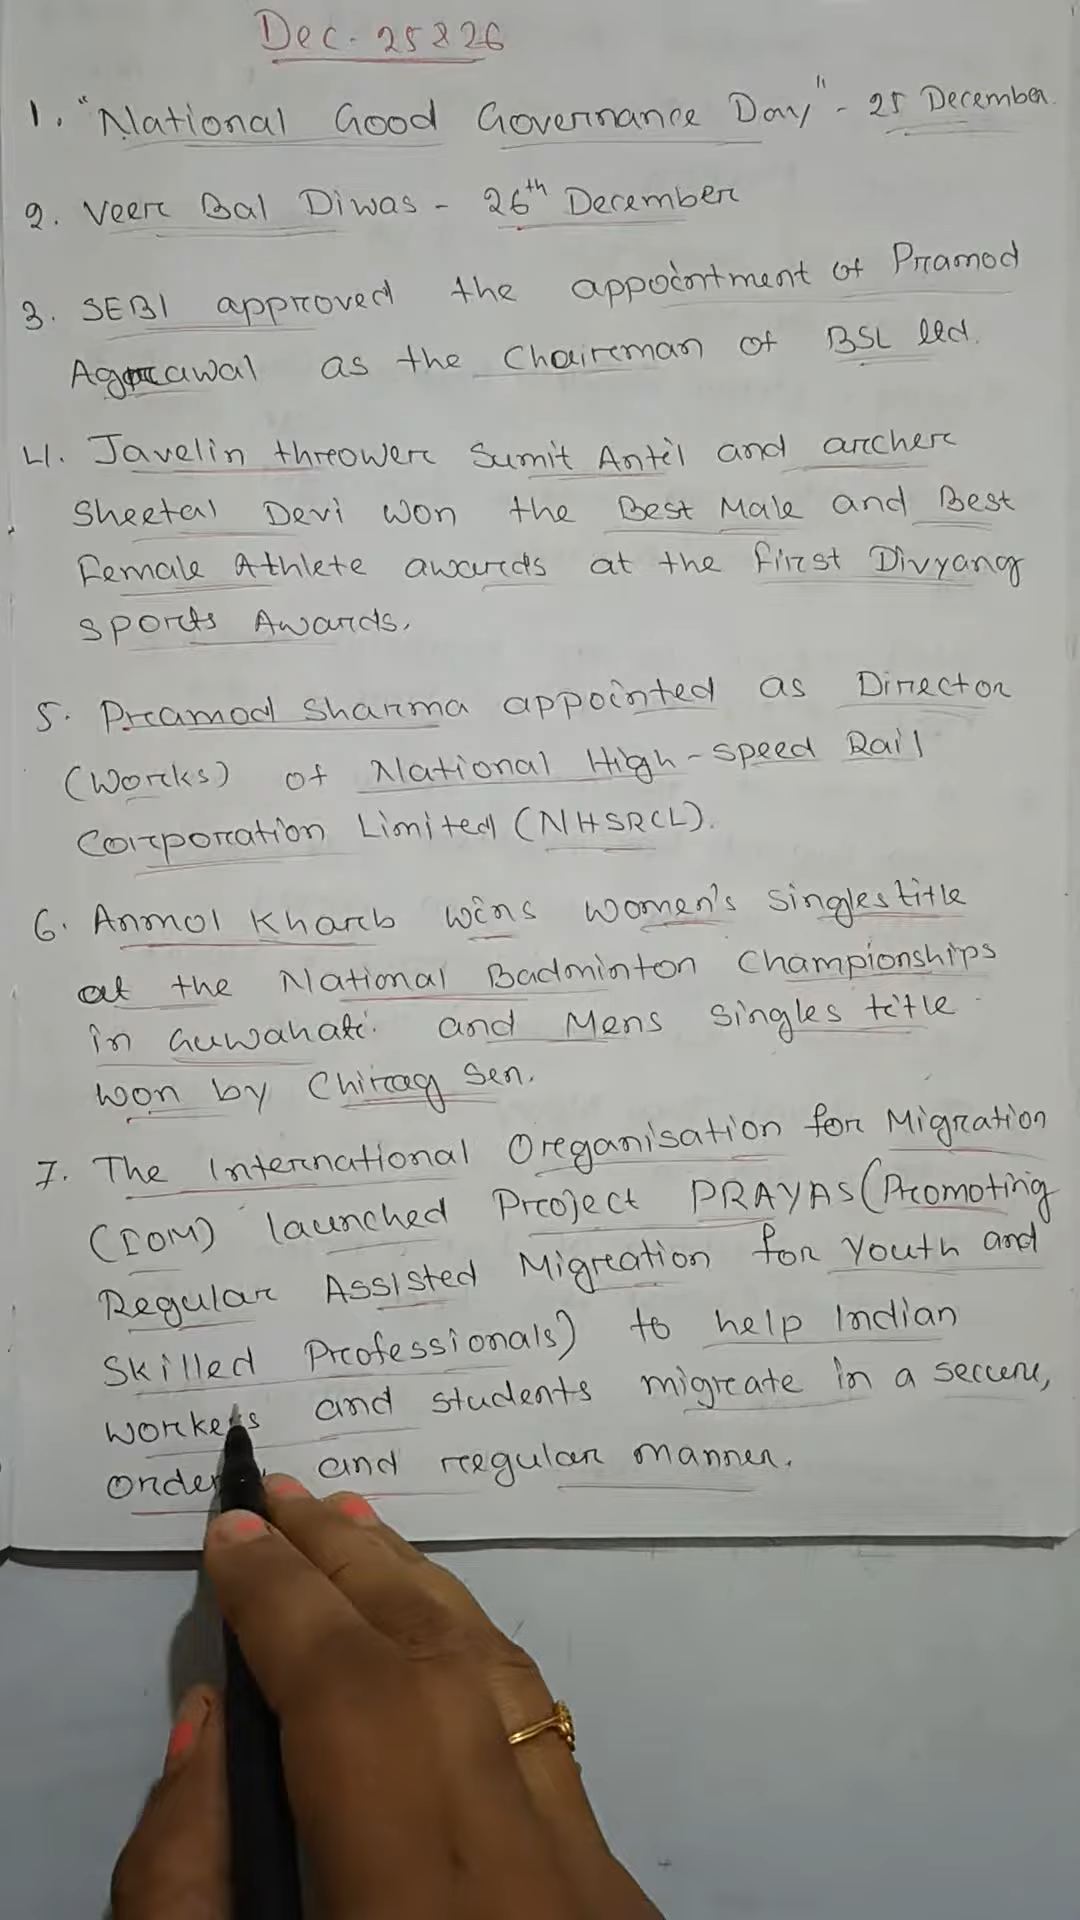 Dec. 25 & 26
1. "National Good Governance Day" - 25 December
2. Veer Bal Diwas - 26th December
3. SEBI approved the appointment of Pramod
Agrawal as the Chairman of BSL led.
4. Javelin thrower Sumit Antil and archer
Sheetal Devi won the Best Male and Best
Female Athlete awards at the first Divyang
sports Awards.
5. Pramod Sharma appointed as Director
(Works) of National High-speed Rail
Corporation Limited (NHSRCL).
6. Anmol Kharb wins women's singles title
at the National Badminton Championships
in Guwahati. and Mens singles title
won by Chirag Sen.
7. The International Organisation for Migration
(IOM) launched Project PRAYAS (Promoting
Regular Assisted Migration for Youth and
Skilled Professionals) to help Indian
workers and students migrate in a secure,
and regular manner.